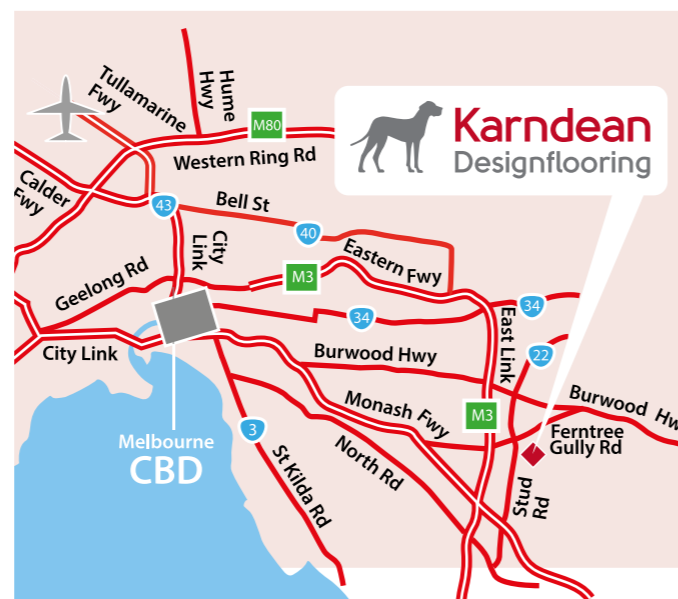 Tullamarine
Fwy
Hume
Hwy
M80
Western Ring Rd
Karndean
Designflooring
Calder
Fwy
43
Bell St
40
City
Link
Eastern Fwy
Geelong Rd
M3
34
34
East Link
22
City Link
Burwood Hwy
Burwood Hw
Monash Fwy
M3
Ferntree
Gully Rd
Melbourne
CBD
3
St Kilda Rd
North Rd
Stud
Rd